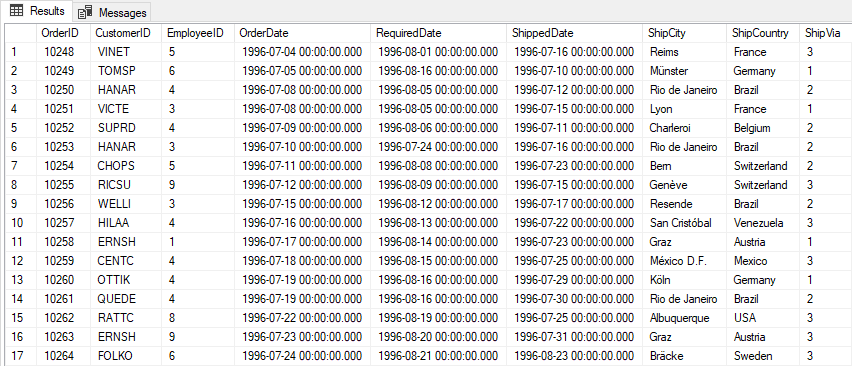 Results Messages
OrderID CustomerID EmployeeID OrderDate RequiredDate ShippedDate ShipCity ShipCountry ShipVia
1 10248 VINET 5 1996-07-04 00:00:00.000 1996-08-01 00:00:00.000 1996-07-16 00:00:00.000 Reims France 3
2 10249 TOMSP 6 1996-07-05 00:00:00.000 1996-08-16 00:00:00.000 1996-07-10 00:00:00.000 Münster Germany 1
3 10250 HANAR 4 1996-07-08 00:00:00.000 1996-08-05 00:00:00.000 1996-07-12 00:00:00.000 Rio de Janeiro Brazil 2
4 10251 VICTE 3 1996-07-08 00:00:00.000 1996-08-05 00:00:00.000 1996-07-15 00:00:00.000 Lyon France 1
5 10252 SUPRD 4 1996-07-09 00:00:00.000 1996-08-06 00:00:00.000 1996-07-11 00:00:00.000 Charleroi Belgium 2
6 10253 HANAR 3 1996-07-10 00:00:00.000 1996-07-24 00:00:00.000 1996-07-16 00:00:00.000 Rio de Janeiro Brazil 2
7 10254 CHOPS 5 1996-07-11 00:00:00.000 1996-08-08 00:00:00.000 1996-07-23 00:00:00.000 Bern Switzerland 2
8 10255 RICSU 9 1996-07-12 00:00:00.000 1996-08-09 00:00:00.000 1996-07-15 00:00:00.000 Genève Switzerland 3
9 10256 WELLI 3 1996-07-15 00:00:00.000 1996-08-12 00:00:00.000 1996-07-17 00:00:00.000 Resende Brazil 2
10 10257 HILAA 4 1996-07-16 00:00:00.000 1996-08-13 00:00:00.000 1996-07-22 00:00:00.000 San Cristóbal Venezuela 3
11 10258 ERNSH 1 1996-07-17 00:00:00.000 1996-08-14 00:00:00.000 1996-07-23 00:00:00.000 Graz Austria 1
12 10259 CENTC 4 1996-07-18 00:00:00.000 1996-08-15 00:00:00.000 1996-07-25 00:00:00.000 México D.F. Mexico 3
13 10260 OTTIK 4 1996-07-19 00:00:00.000 1996-08-16 00:00:00.000 1996-07-29 00:00:00.000 Köln Germany 1
14 10261 QUEDE 4 1996-07-19 00:00:00.000 1996-08-16 00:00:00.000 1996-07-30 00:00:00.000 Rio de Janeiro Brazil 2
15 10262 RATTC 8 1996-07-22 00:00:00.000 1996-08-19 00:00:00.000 1996-07-25 00:00:00.000 Albuquerque USA 3
16 10263 ERNSH 9 1996-07-23 00:00:00.000 1996-08-20 00:00:00.000 1996-07-31 00:00:00.000 Graz Austria 3
17 10264 FOLKO 6 1996-07-24 00:00:00.000 1996-08-21 00:00:00.000 1996-08-23 00:00:00.000 Bräcke Sweden 3